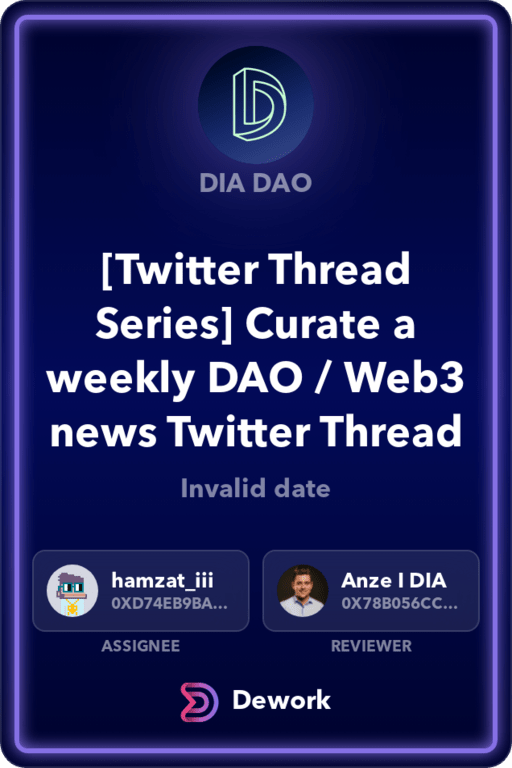 DIA DAO
[Twitter Thread
Series] Curate a
weekly DAO / Web3
news Twitter Thread
Invalid date
hamzat_iii
0XD74EB9BA...
ASSIGNEE
Anze I DIA
0X78B056CC...
REVIEWER
Dework